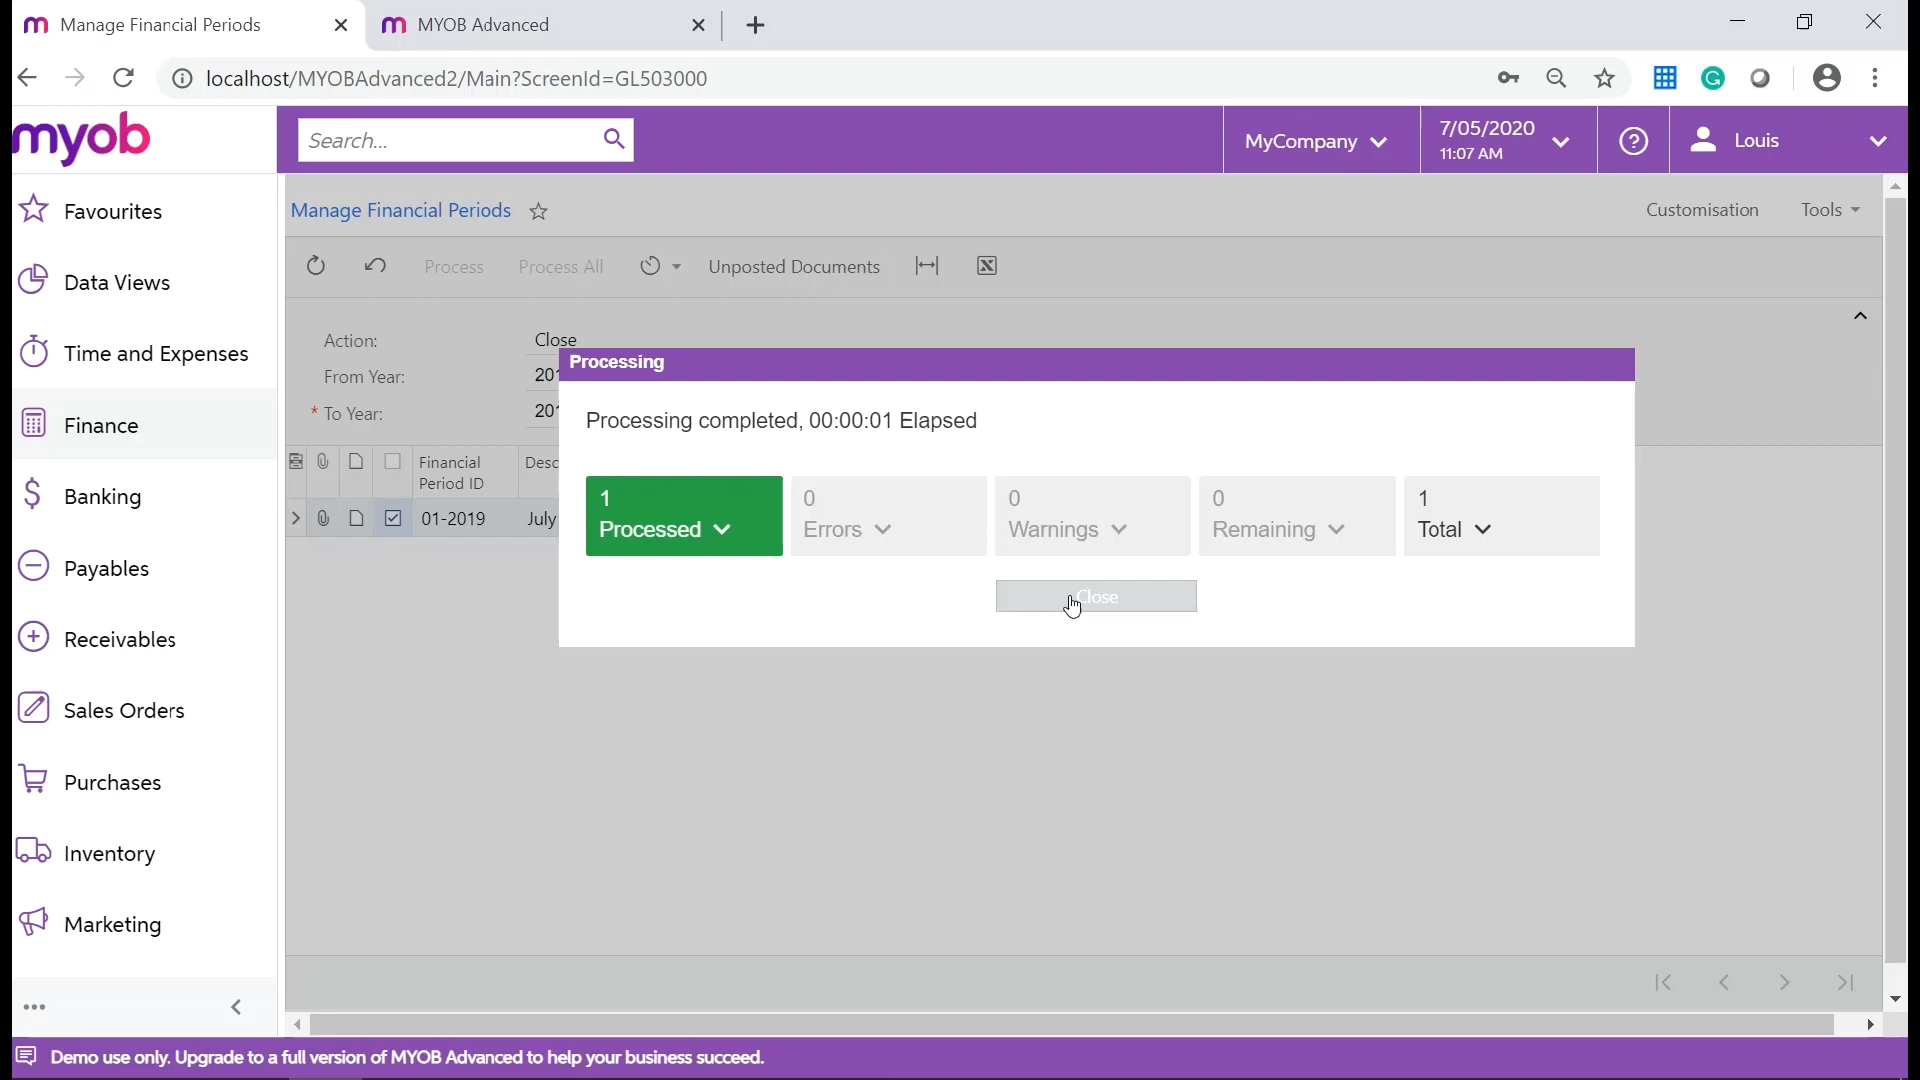 Manage Financial Periods
MYOB Advanced
localhost/MYOBAdvanced2/Main?ScreenId=GL503000
myob
Search...
MyCompany
7/05/2020
11:07 AM
Louis
Favourites
Data Views
Time and Expenses
Finance
Banking
Payables
Receivables
Sales Orders
Purchases
Inventory
Marketing
Manage Financial Periods
Customisation
Tools
Process
Process All
Unposted Documents
Action:
Close
From Year:
201
* To Year:
201
Financial
Period ID
Desc
01-2019
July
Processing
Processing completed, 00:00:01 Elapsed
1
Processed
0
Errors
0
Warnings
0
Remaining
1
Total
Close
Demo use only. Upgrade to a full version of MYOB Advanced to help your business succeed.